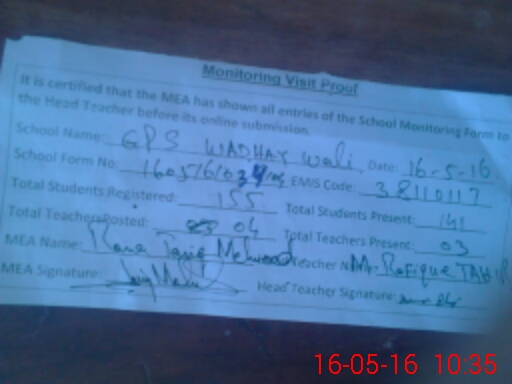 Monitoring Visit Proof
It is certified that the MEA has shown all entries of the School Monitoring Form to
the Head Teacher before its online submission.
School Name: GPS WADHAY Wali Date: 16-5-16
School Form No: EMIS Code: 38110117
Total Students Registered: 155 Total Students Present: 141
Total Teachers Posted: 04 Total Teachers Present: 03
MEA Name: Rana Tariq Mehmood Teacher N M. Rafique
MEA Signature: Head Teacher Signature:
16-05-16 10:35